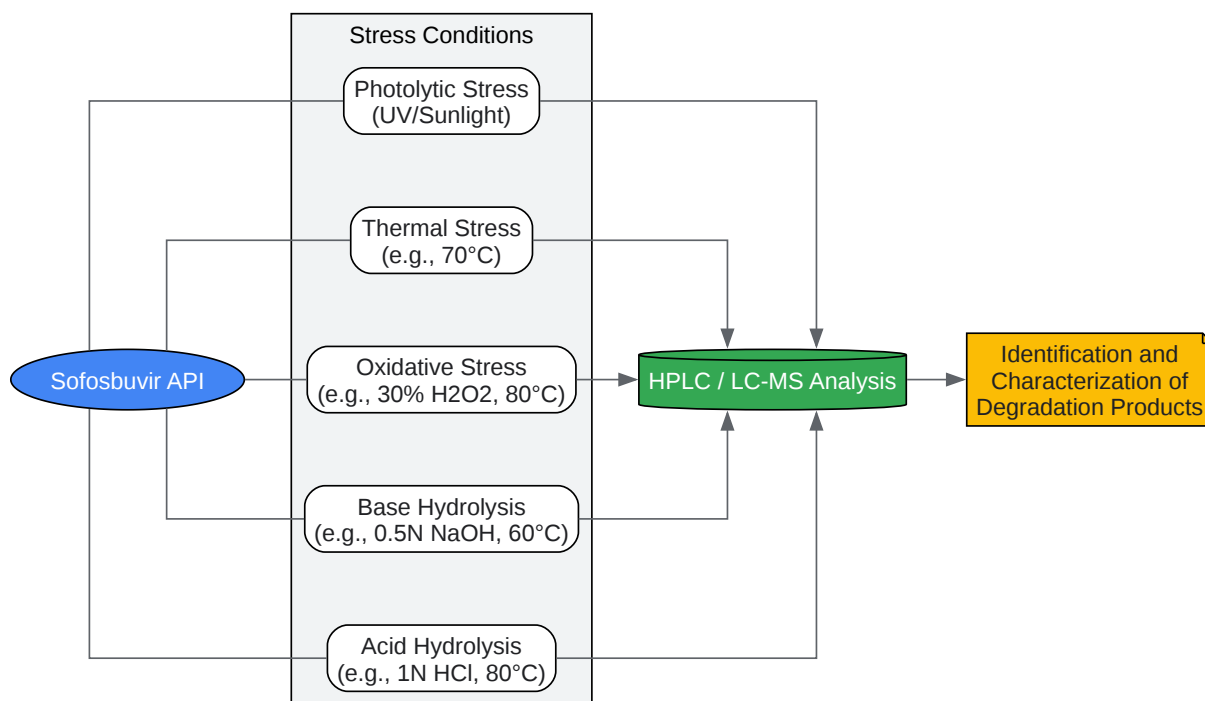 Stress Conditions
Photolytic Stress
(UV/Sunlight)
Thermal Stress
(e.g., 70°C)
Sofosbuvir API
Oxidative Stress
(e.g., 30% H2O2, 80°C)
HPLC / LC-MS Analysis
Identification and
Characterization of
Degradation Products
Base Hydrolysis
(e.g., 0.5N NaOH, 60°C)
Acid Hydrolysis
(e.g., 1N HCl, 80°C)